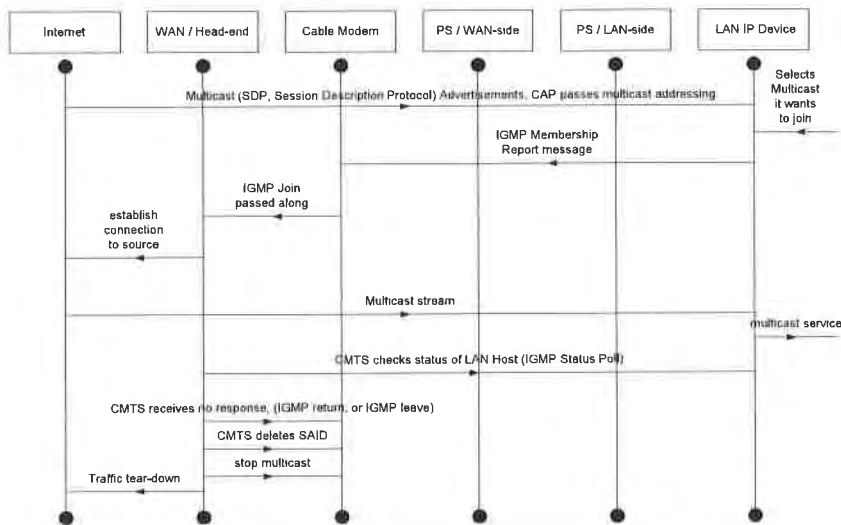 Internet
WAN / Head-end
Cable Modem
PS / WAN-side
PS / LAN-side
LAN IP Device
Multicast (SDP, Session Description Protocol) Advertisements, CAP passes multicast addressing
Selects
Multicast
it wants
to join
IGMP Membership
Report message
IGMP Join
passed along
establish
connection
to source
Multicast stream
multicast service
CMTS checks status of LAN Host (IGMP Status Poll)
CMTS receives no response, (IGMP return, or IGMP leave)
CMTS deletes SAID
stop multicast
Traffic tear-down